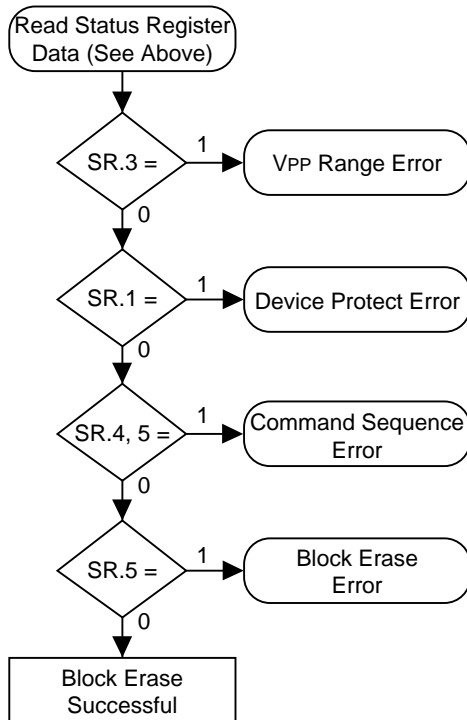 Read Status Register
Data (See Above)
SR.3 =
1
VPP Range Error
0
SR.1 =
1
Device Protect Error
0
SR.4, 5 =
1
Command Sequence
Error
0
SR.5 =
1
Block Erase
Error
0
Block Erase
Successful